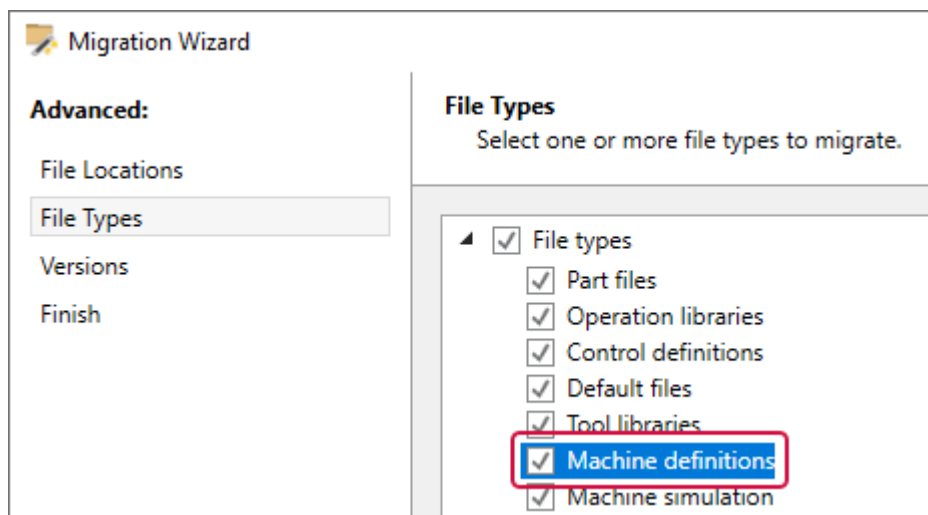 Migration Wizard
Advanced:
File Locations
File Types
Versions
Finish
File Types
Select one or more file types to migrate.
File types
Part files
Operation libraries
Control definitions
Default files
Tool libraries
Machine definitions
Machine simulation